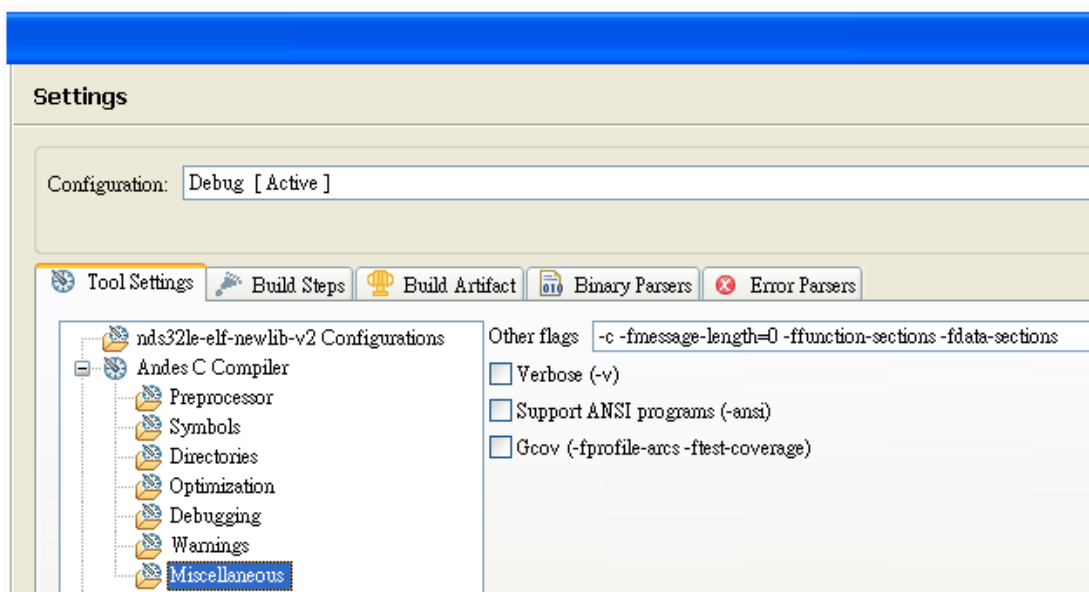 Settings
Configuration: Debug [ Active ]
Tool Settings Build Steps Build Artifact Binary Parsers Error Parsers
nds32le-elf-newlib-v2 Configurations
Andes C Compiler
Preprocessor
Symbols
Directories
Optimization
Debugging
Warnings
Miscellaneous
Other flags -c -fmessage-length=0 -ffunction-sections -fdata-sections
Verbose (-v)
Support ANSI programs (-ansi)
Gcov (-fprofile-arcs -ftest-coverage)